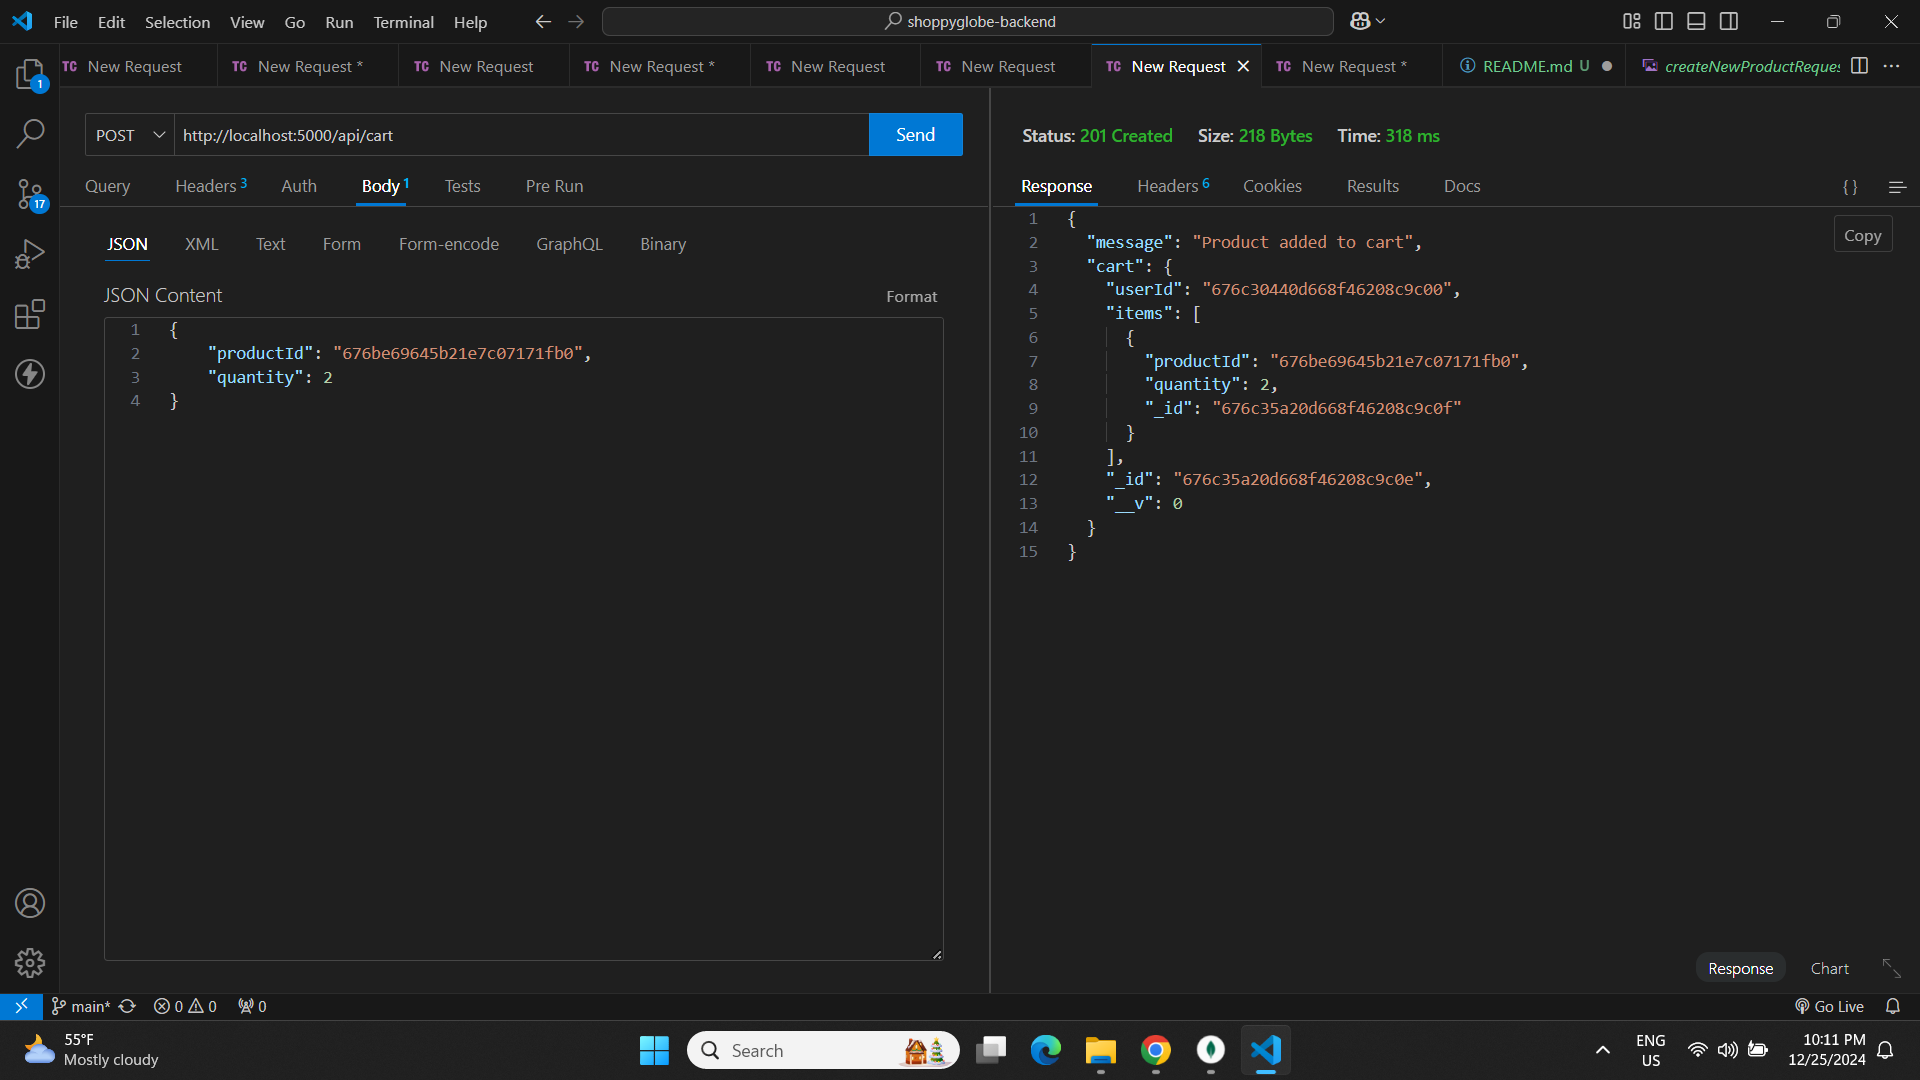 File Edit Selection View Go Run Terminal Help shoppyglobe-backend
TC New Request TC New Request * TC New Request TC New Request * TC New Request TC New Request TC New Request TC New Request * README.md U createNewProductReques
1
POST http://localhost:5000/api/cart Send
Status: 201 Created Size: 218 Bytes Time: 318 ms
Query Headers 3 Auth Body 1 Tests Pre Run
Response Headers 6 Cookies Results Docs { }
17
JSON XML Text Form Form-encode GraphQL Binary
JSON Content Format
1 {
2 "productId": "676be69645b21e7c07171fb0",
3 "quantity": 2
4 }
Copy
1 {
2 "message": "Product added to cart",
3 "cart": {
4 "userId": "676c30440d668f46208c9c00",
5 "items": [
6 {
7 "productId": "676be69645b21e7c07171fb0",
8 "quantity": 2,
9 "_id": "676c35a20d668f46208c9c0f"
10 }
11 ],
12 "_id": "676c35a20d668f46208c9c0e",
13 "__v": 0
14 }
15 }
Response Chart
main* 0 0 0 Go Live
55°F
Mostly cloudy
Search
ENG
US
10:11 PM
12/25/2024